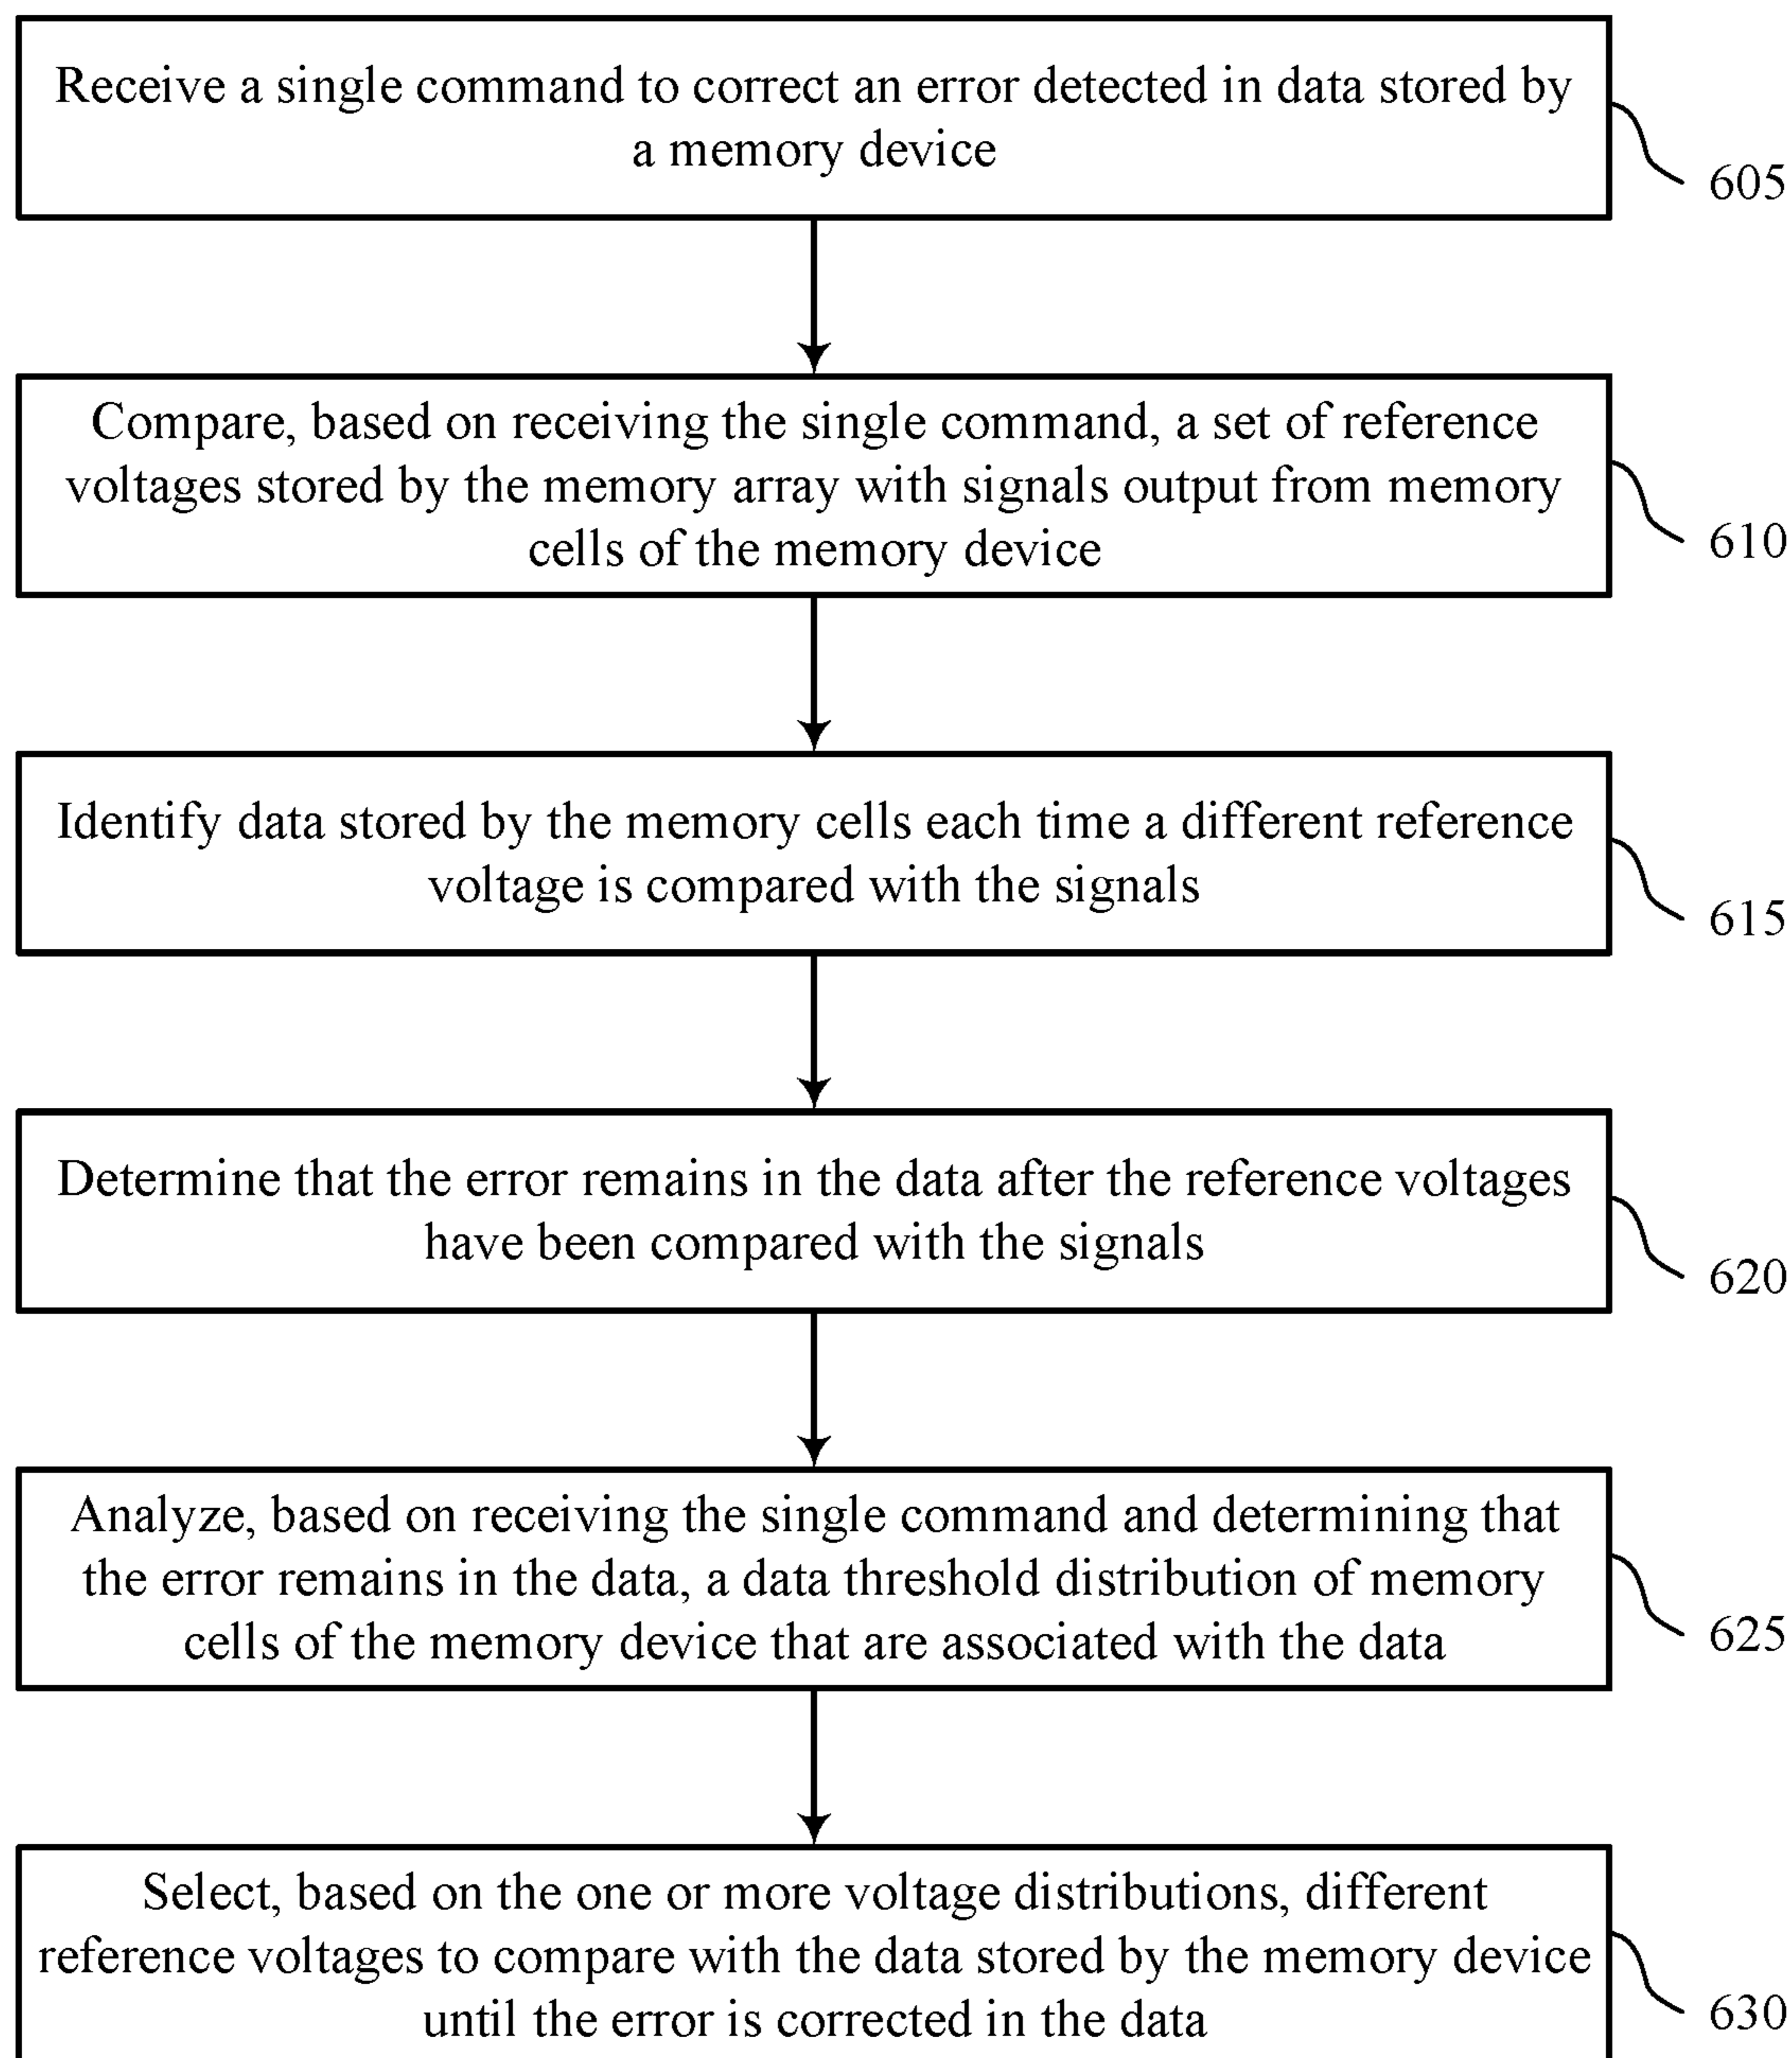 Receive a single command to correct an error detected in data stored by
a memory device
605
Compare, based on receiving the single command, a set of reference
voltages stored by the memory array with signals output from memory
cells of the memory device
610
Identify data stored by the memory cells each time a different reference
voltage is compared with the signals
615
Determine that the error remains in the data after the reference voltages
have been compared with the signals
620
Analyze, based on receiving the single command and determining that
the error remains in the data, a data threshold distribution of memory
cells of the memory device that are associated with the data
625
Select, based on the one or more voltage distributions, different
reference voltages to compare with the data stored by the memory device
until the error is corrected in the data
630